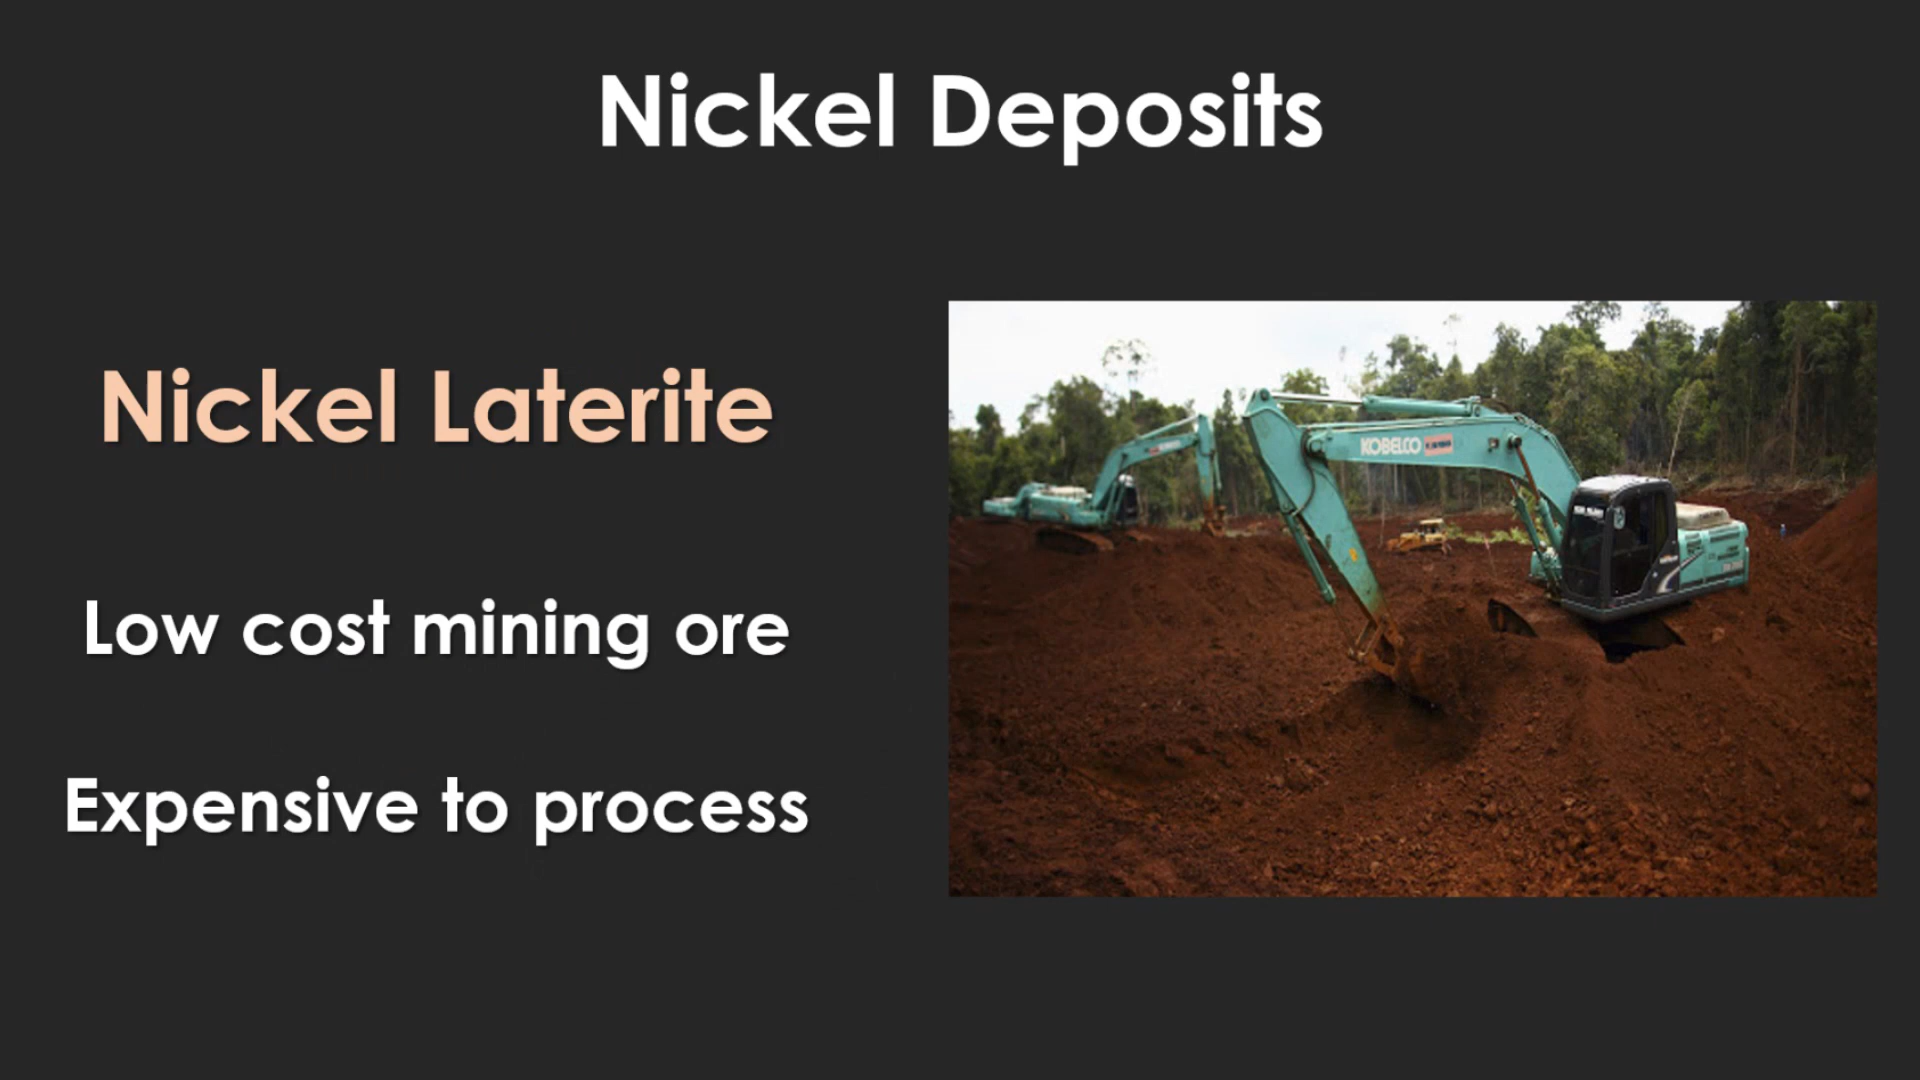 Nickel Deposits
Nickel Laterite
Low cost mining ore
Expensive to process
KOBELCO